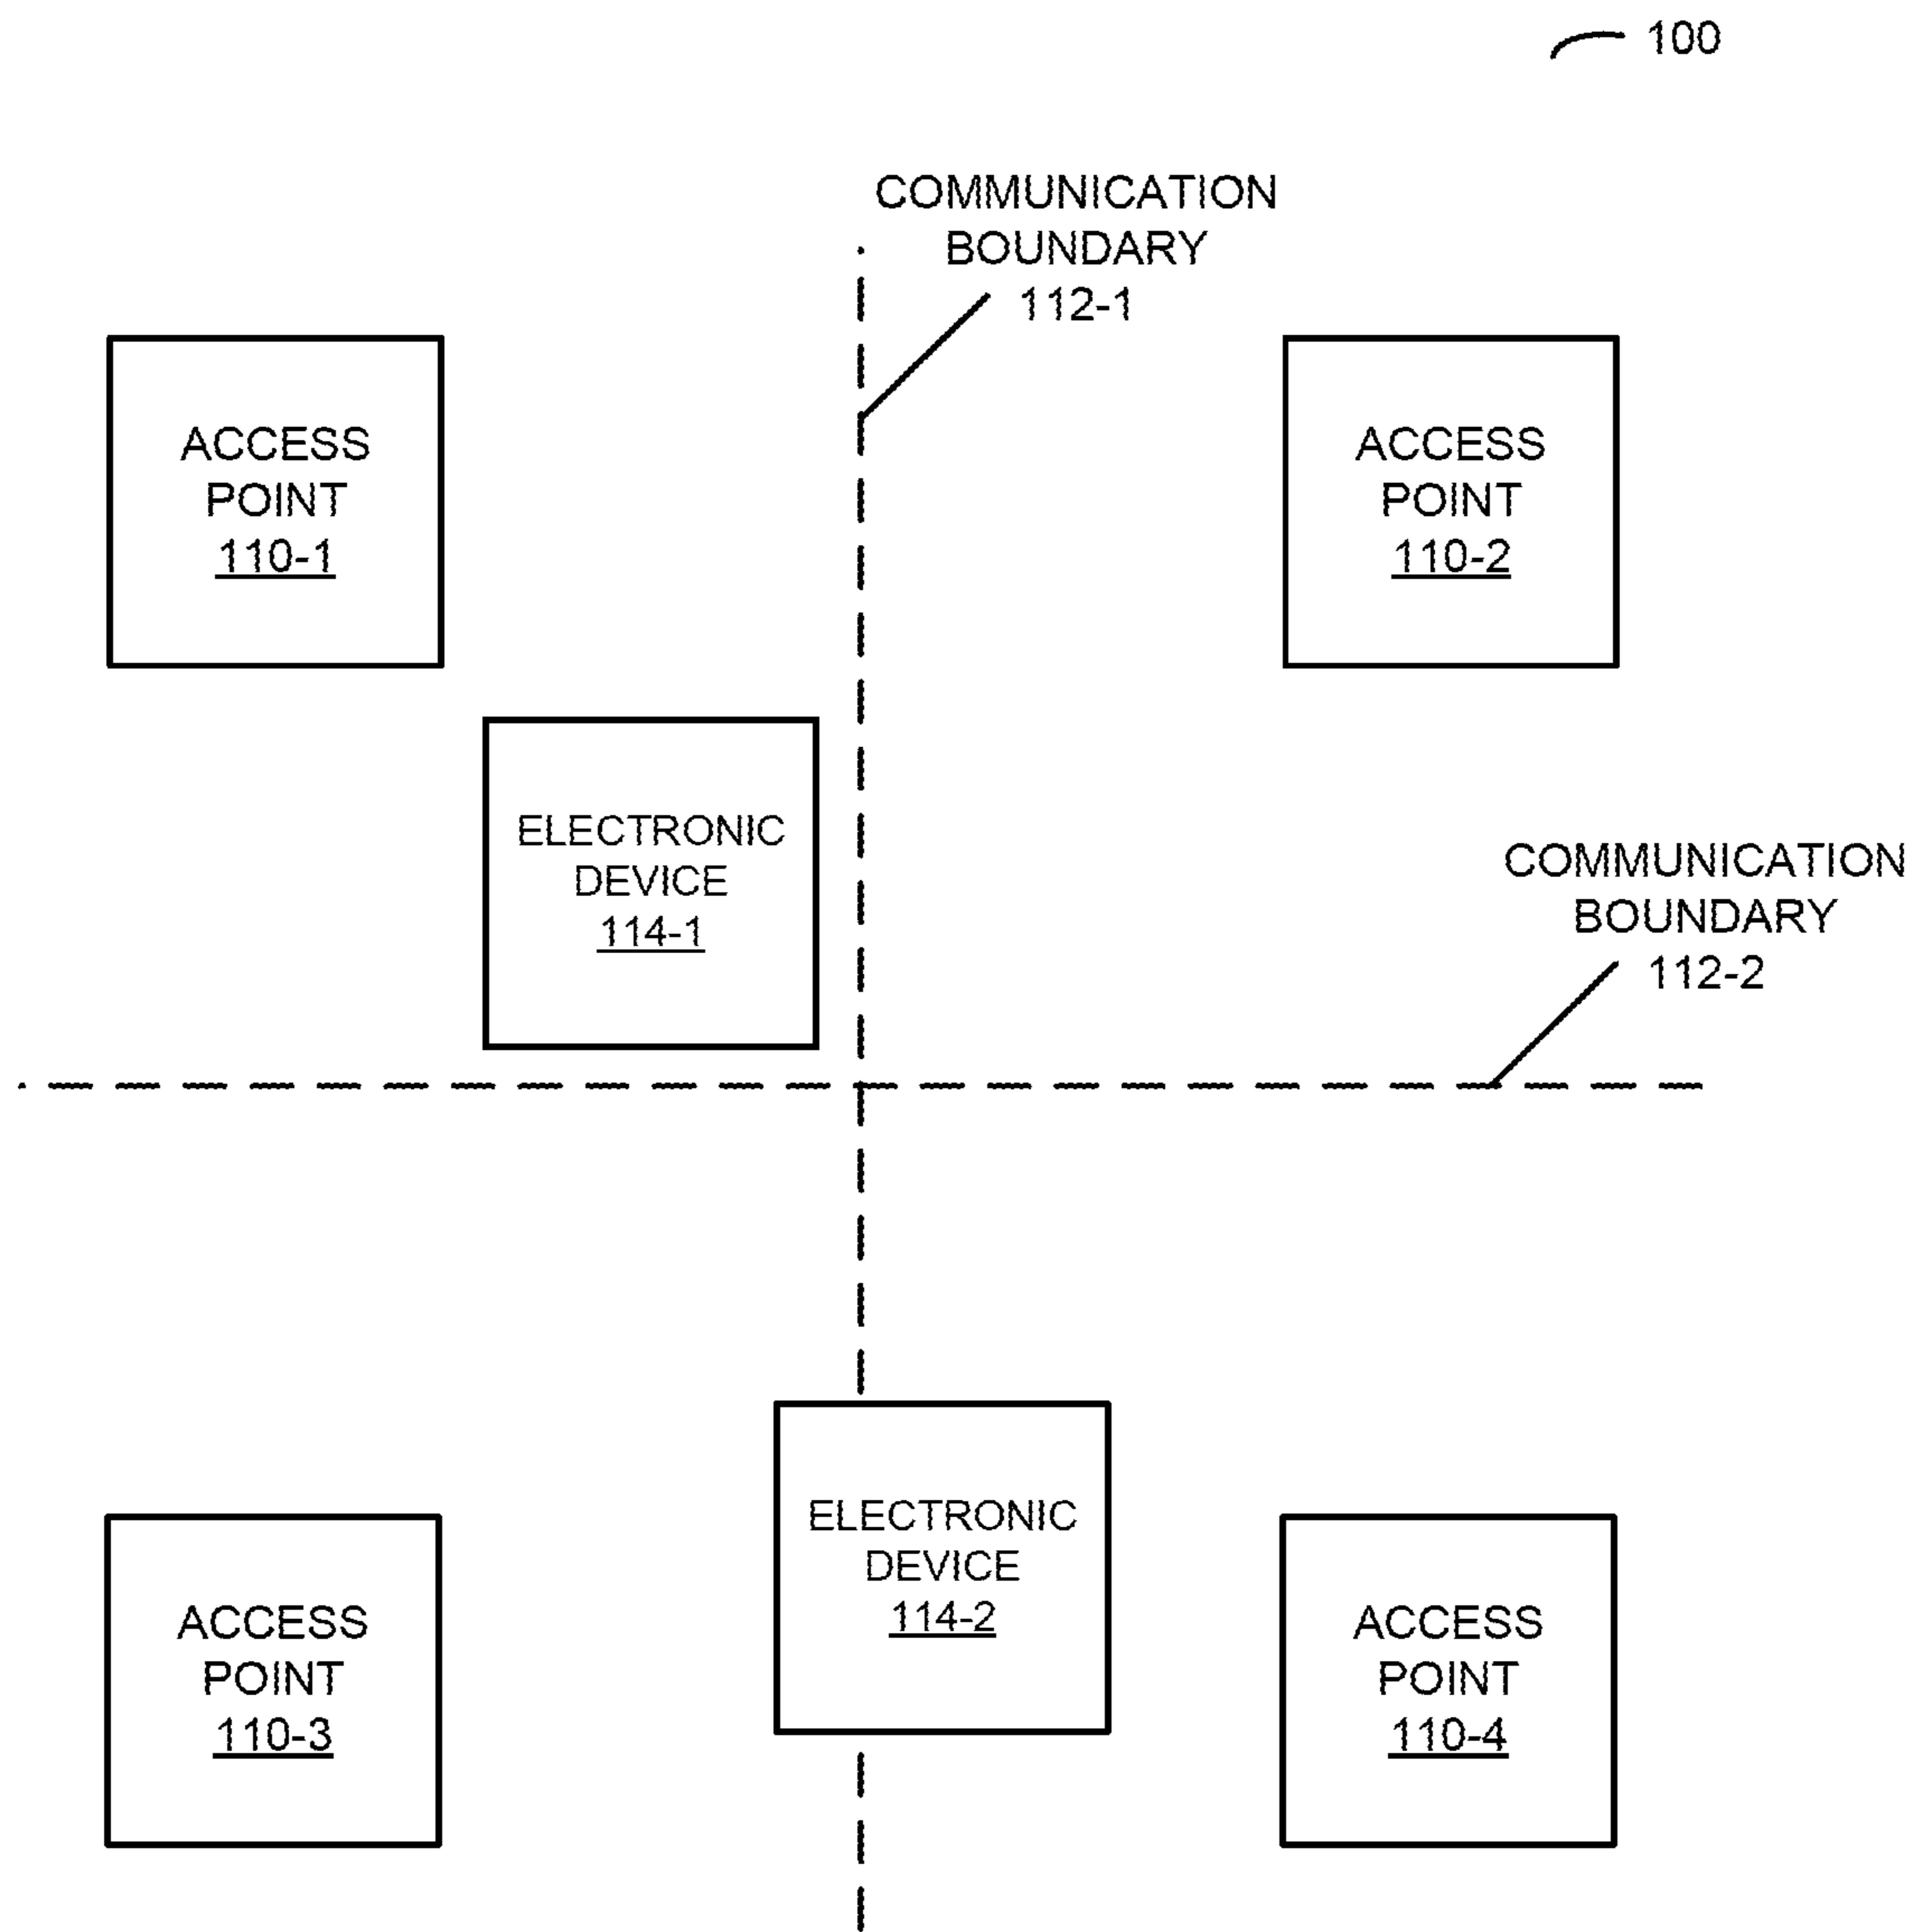 100
COMMUNICATION
BOUNDARY
112-1
ACCESS
POINT
110-1
ACCESS
POINT
110-2
ELECTRONIC
DEVICE
114-1
COMMUNICATION
BOUNDARY
112-2
ELECTRONIC
DEVICE
114-2
ACCESS
POINT
110-3
ACCESS
POINT
110-4